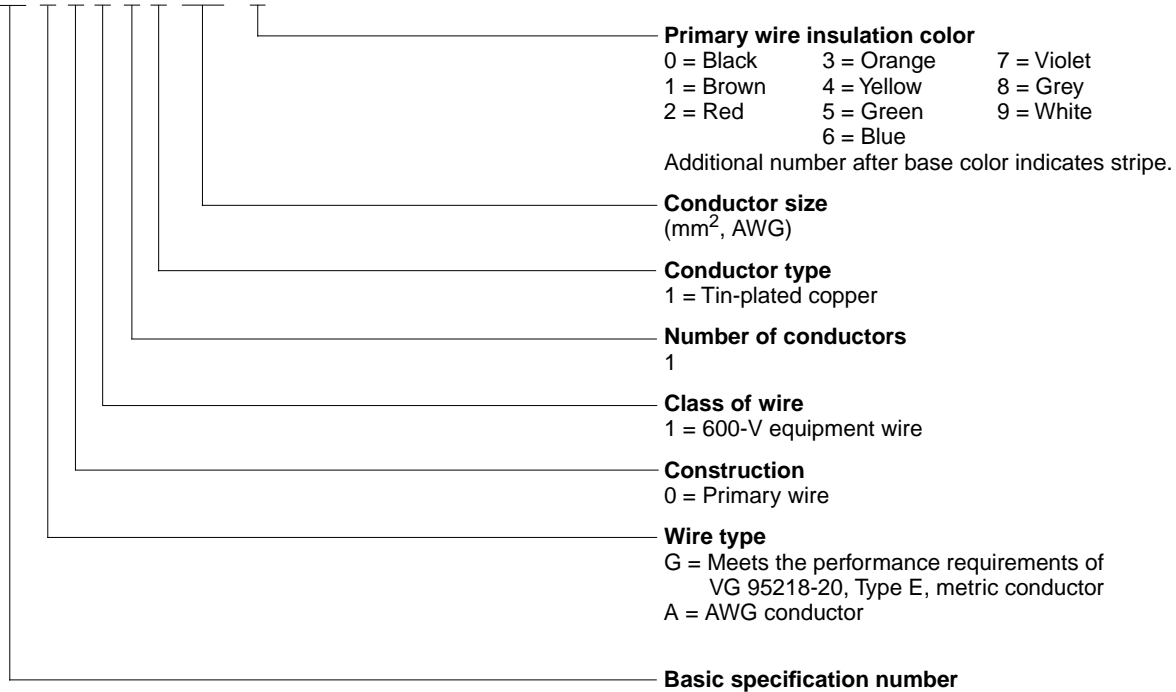 Primary wire insulation color
0 = Black 3 = Orange 7 = Violet
1 = Brown 4 = Yellow 8 = Grey
2 = Red 5 = Green 9 = White
6 = Blue
Additional number after base color indicates stripe.
Conductor size
(mm2, AWG)
Conductor type
1 = Tin-plated copper
Number of conductors
1
Class of wire
1 = 600-V equipment wire
Construction
0 = Primary wire
Wire type
G = Meets the performance requirements of
VG 95218-20, Type E, metric conductor
A = AWG conductor
Basic specification number